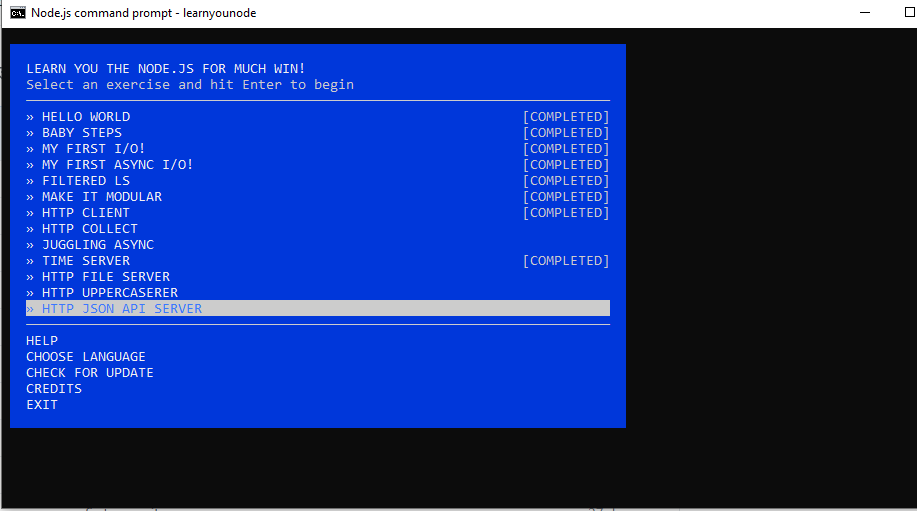 Node.js command prompt - learnyounode
LEARN YOU THE NODE.JS FOR MUCH WIN!
Select an exercise and hit Enter to begin
» HELLO WORLD [COMPLETED]
» BABY STEPS [COMPLETED]
» MY FIRST I/O! [COMPLETED]
» MY FIRST ASYNC I/O! [COMPLETED]
» FILTERED LS [COMPLETED]
» MAKE IT MODULAR [COMPLETED]
» HTTP CLIENT [COMPLETED]
» HTTP COLLECT
» JUGGLING ASYNC
» TIME SERVER [COMPLETED]
» HTTP FILE SERVER
» HTTP UPPERCASERER
» HTTP JSON API SERVER
HELP
CHOOSE LANGUAGE
CHECK FOR UPDATE
CREDITS
EXIT